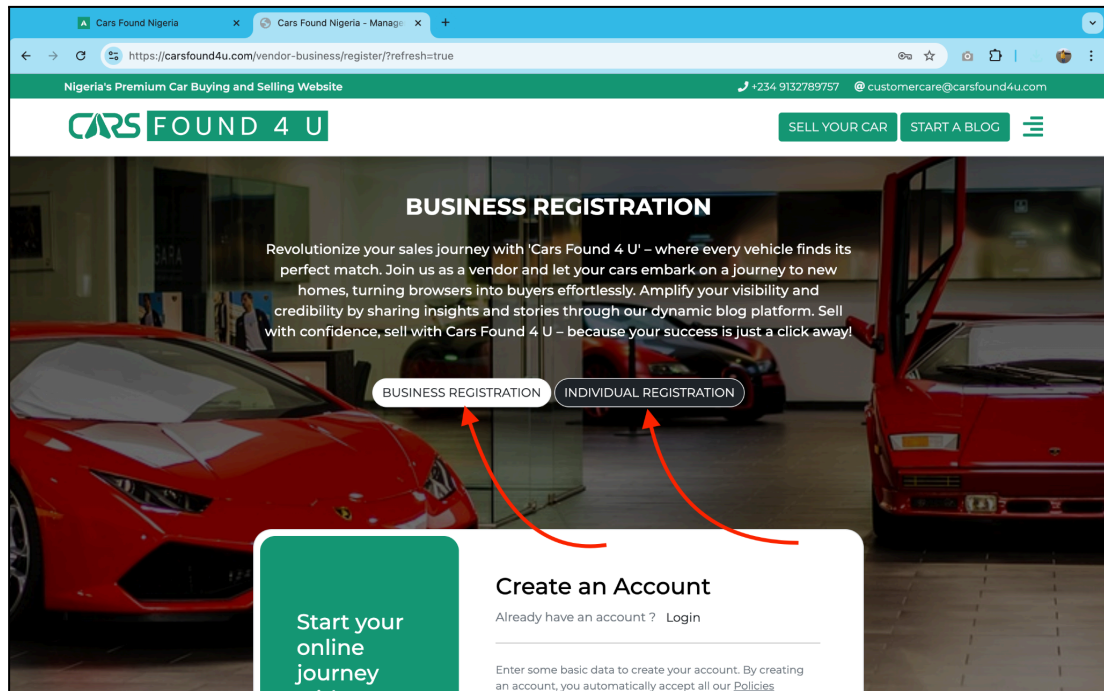 Cars Found Nigeria
Cars Found Nigeria - Manage
https://carsfound4u.com/vendor-business/register/?refresh=true
Nigeria's Premium Car Buying and Selling Website
+234 9132789757
@ customercare@carsfound4u.com
CARS FOUND 4 U
SELL YOUR CAR
START A BLOG
BUSINESS REGISTRATION
Revolutionize your sales journey with 'Cars Found 4 U' – where every vehicle finds its
perfect match. Join us as a vendor and let your cars embark on a journey to new
homes, turning browsers into buyers effortlessly. Amplify your visibility and
credibility by sharing insights and stories through our dynamic blog platform. Sell
with confidence, sell with Cars Found 4 U – because your success is just a click away!
BUSINESS REGISTRATION
INDIVIDUAL REGISTRATION
Create an Account
Already have an account ? Login
Start your
online
journey
Enter some basic data to create your account. By creating
an account, you automatically accept all our Policies